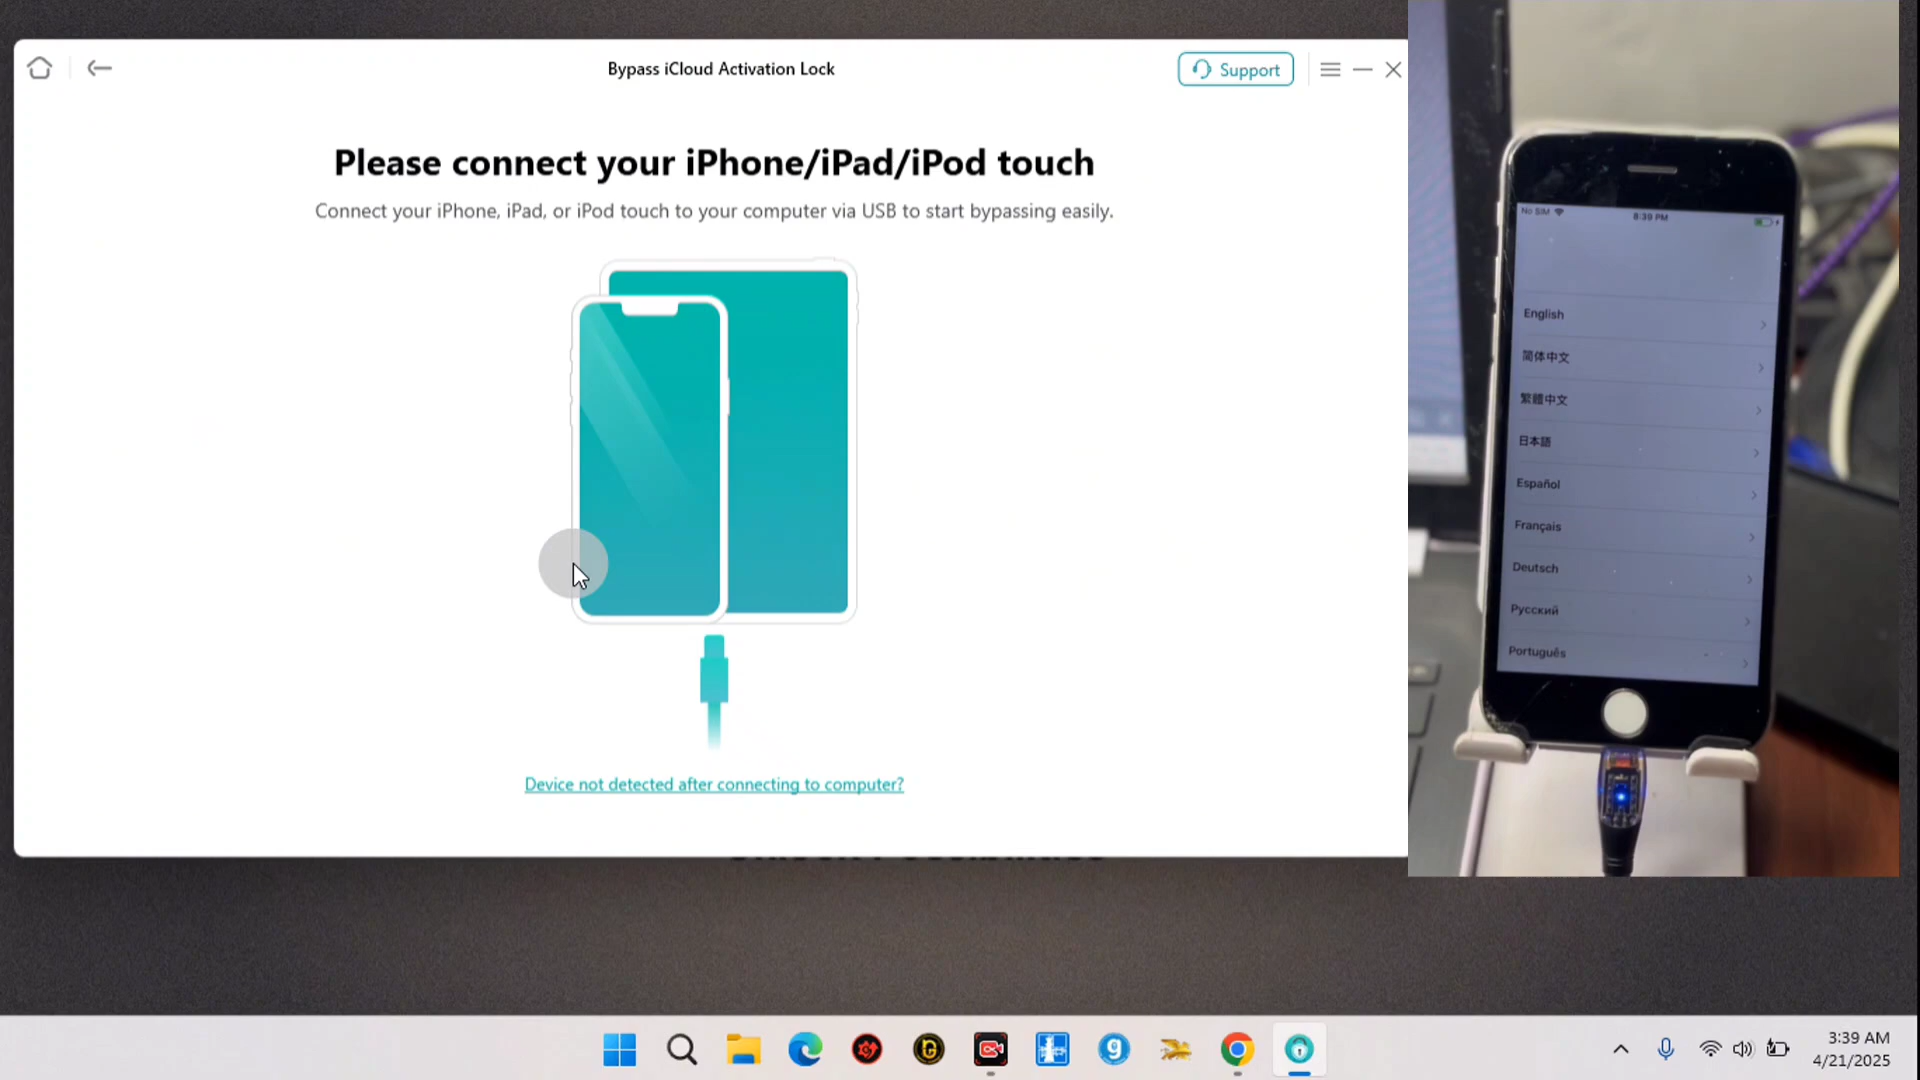 Bypass iCloud Activation Lock
Support
Please connect your iPhone/iPad/iPod touch
Connect your iPhone, iPad, or iPod touch to your computer via USB to start bypassing easily.
Device not detected after connecting to computer?
No SIM
8:39 PM
English
简体中文
繁體中文
日本語
Español
Français
Deutsch
Русский
Português
3:39 AM
4/21/2025